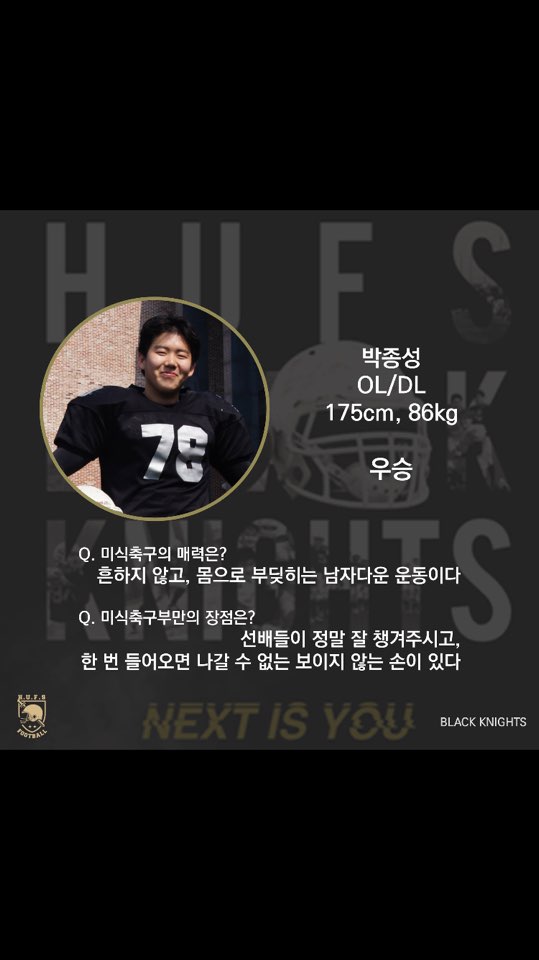 HUFS
BLACK
KNIGHTS
78
박종성
OL/DL
175cm, 86kg
우승
Q. 미식축구의 매력은?
흔하지 않고, 몸으로 부딪히는 남자다운 운동이다
Q. 미식축구부만의 장점은?
선배들이 정말 잘 챙겨주시고,
한 번 들어오면 나갈 수 없는 보이지 않는 손이 있다
H.U.F.S
FOOTBALL
NEXT IS YOU
BLACK KNIGHTS